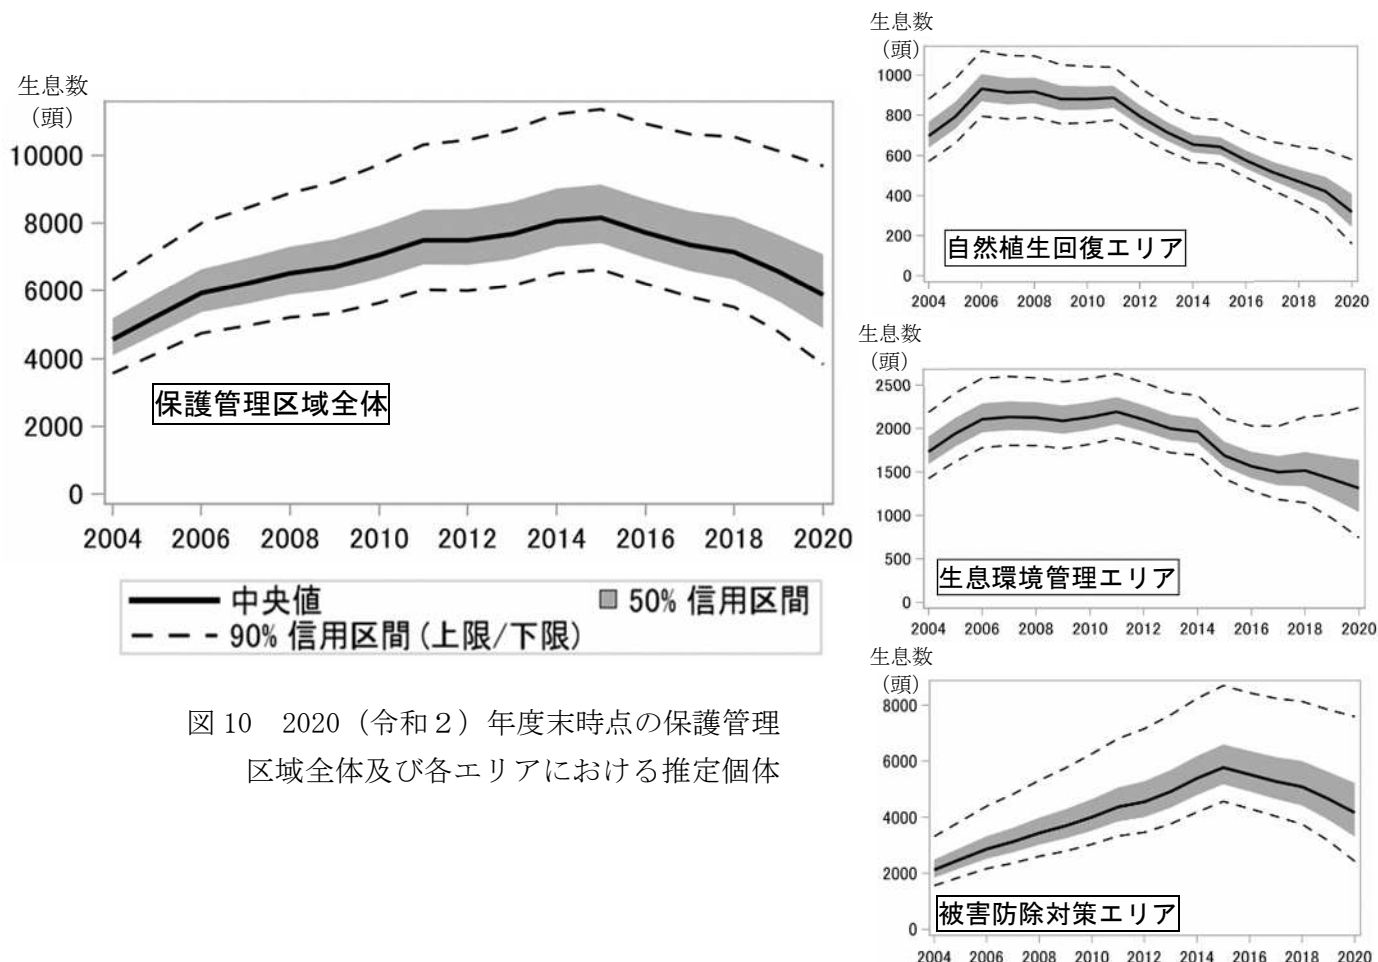 生息数
(頭)
10000
8000
6000
4000
2000
0
保護管理区域全体
2004 2006 2008 2010 2012 2014 2016 2018 2020
中央値 50% 信用区間
90% 信用区間(上限/下限)
図 10 2020（令和２）年度末時点の保護管理
区域全体及び各エリアにおける推定個体
生息数
(頭)
1000
800
600
400
200
0
自然植生回復エリア
2004 2006 2008 2010 2012 2014 2016 2018 2020
生息数
(頭)
2500
2000
1500
1000
500
0
生息環境管理エリア
2004 2006 2008 2010 2012 2014 2016 2018 2020
生息数
(頭)
8000
6000
4000
2000
0
被害防除対策エリア
2004 2006 2008 2010 2012 2014 2016 2018 2020